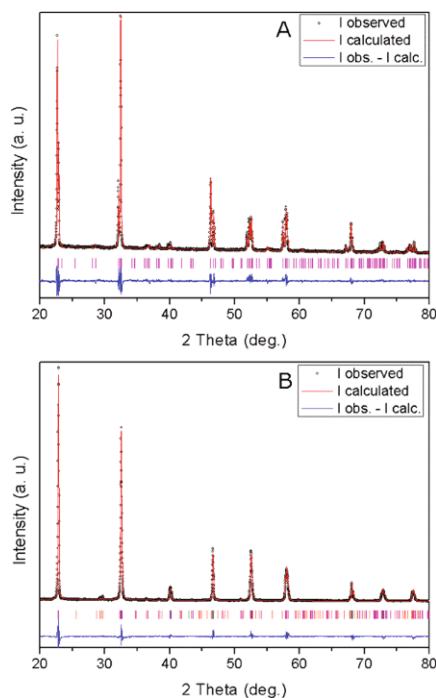 A
I observed
I calculated
I obs. - I calc.
Intensity (a. u.)
20 30 40 50 60 70 80
2 Theta (deg.)
B
I observed
I calculated
I obs. - I calc.
Intensity (a. u.)
20 30 40 50 60 70 80
2 Theta (deg.)